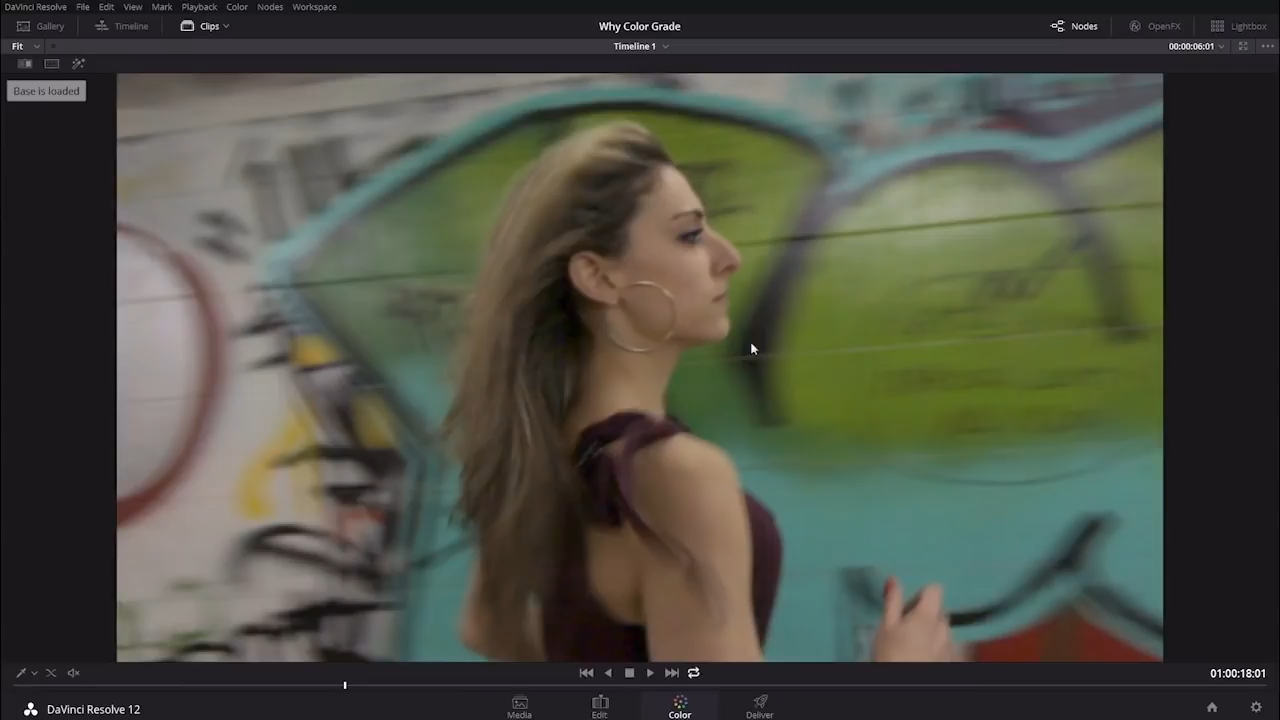 DaVinci Resolve File Edit View Mark Playback Color Nodes Workspace
Gallery Timeline Clips Why Color Grade Nodes OpenFX Lightbox
Fit Timeline 1 00:00:06:01
Base is loaded
01:00:18:01
DaVinci Resolve 12 Media Edit Color Deliver